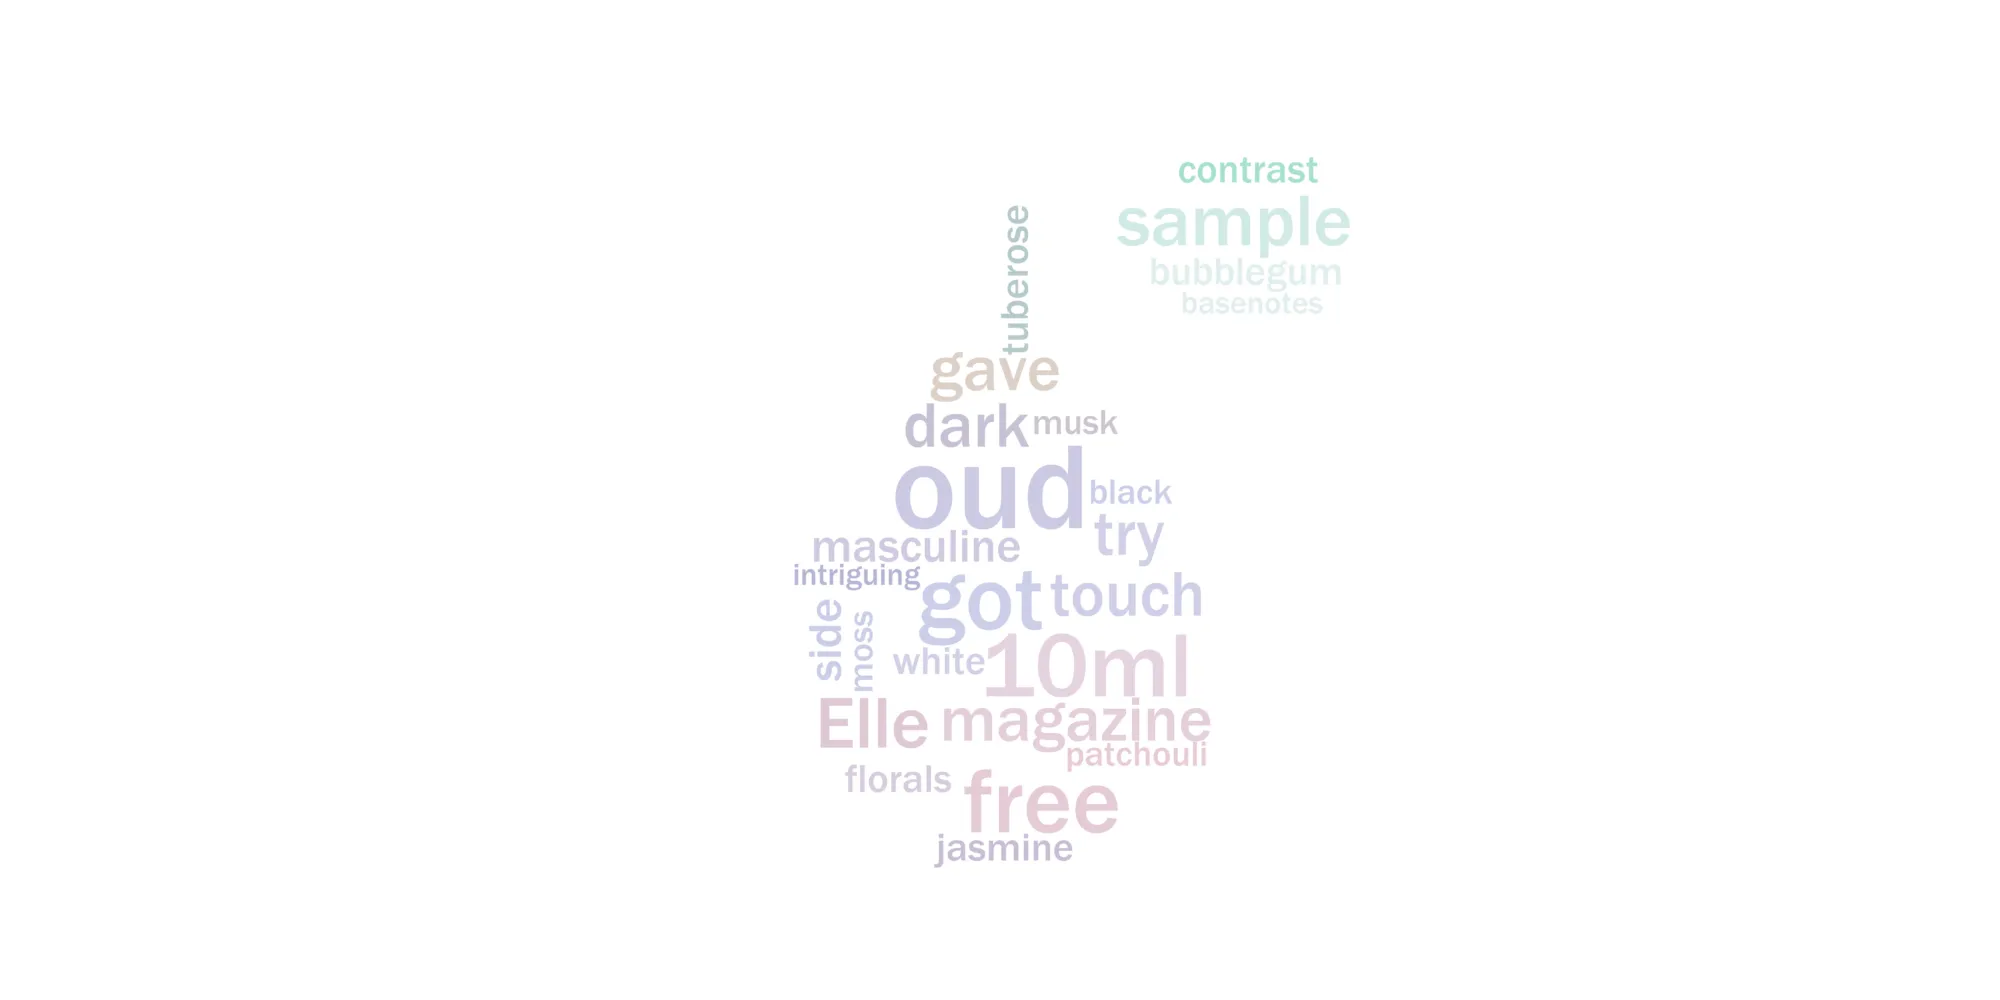 contrast
sample
bubblegum
basenotes
tuberose
gave
dark musk
oud
black
try
masculine
intriguing
got touch
side
moss
white
10ml
Elle magazine
patchouli
florals
free
jasmine